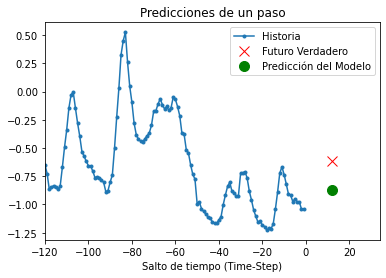 Predicciones de un paso
Historia
Futuro Verdadero
Predicción del Modelo
0.50
0.25
0.00
−0.25
−0.50
−0.75
−1.00
−1.25
−120 −100 −80 −60 −40 −20 0 20
Salto de tiempo (Time-Step)